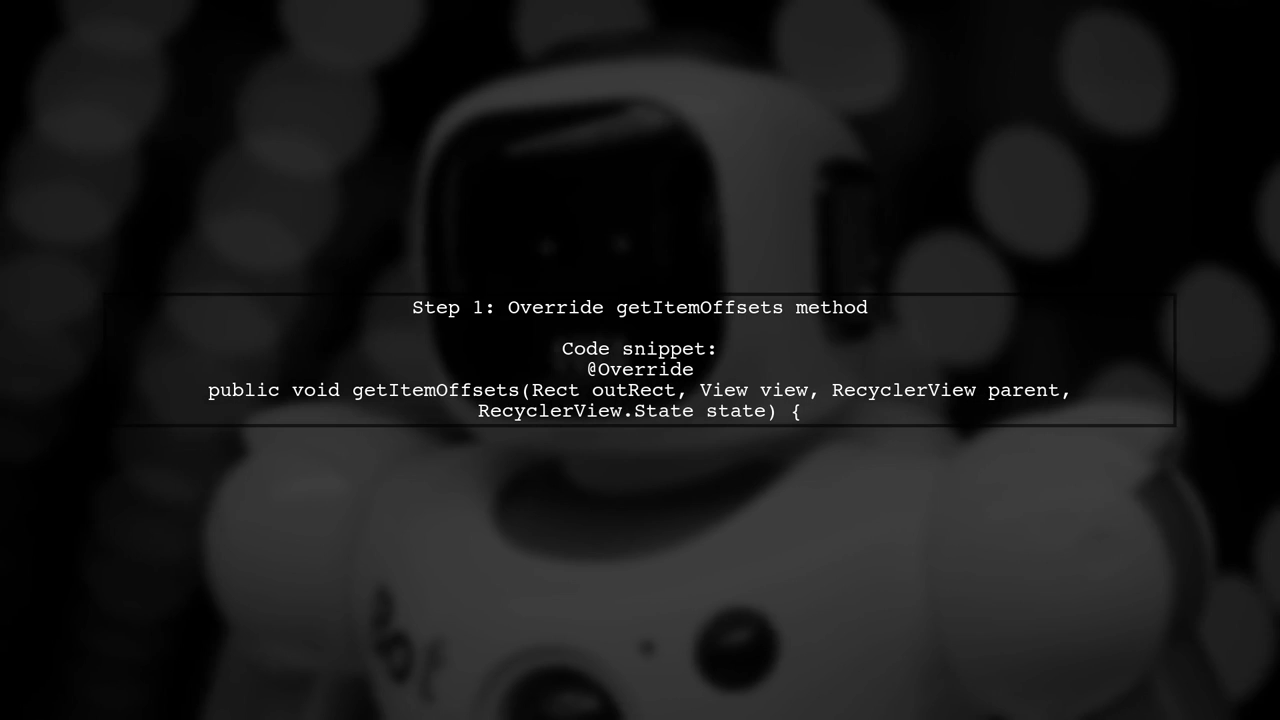 Step 1: Override getItemOffsets method
Code snippet:
@Override
public void getItemOffsets(Rect outRect, View view, RecyclerView parent,
RecyclerView.State state) {